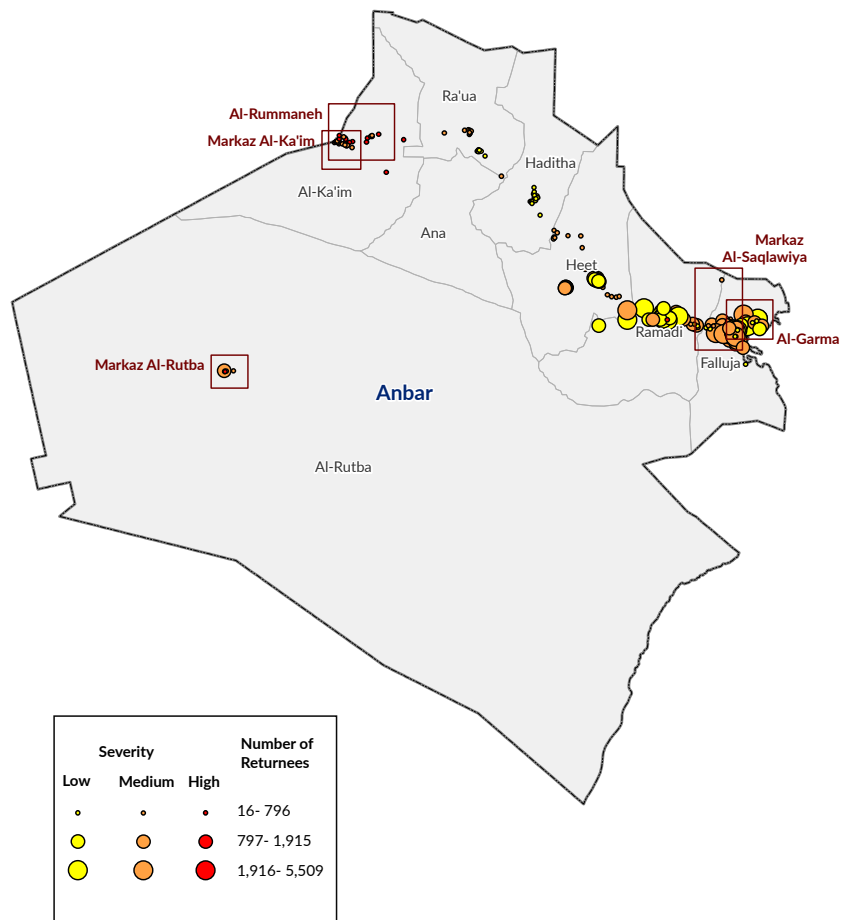 Ra'ua
Al-Rummaneh
Markaz Al-Ka'im
Haditha
Al-Ka'im
Ana
Markaz
Al-Saqlawiya
Heet
Ramadi
Al-Garma
Falluja
Markaz Al-Rutba
Anbar
Al-Rutba
Severity
Number of
Returnees
Low
Medium
High
16- 796
797- 1,915
1,916- 5,509